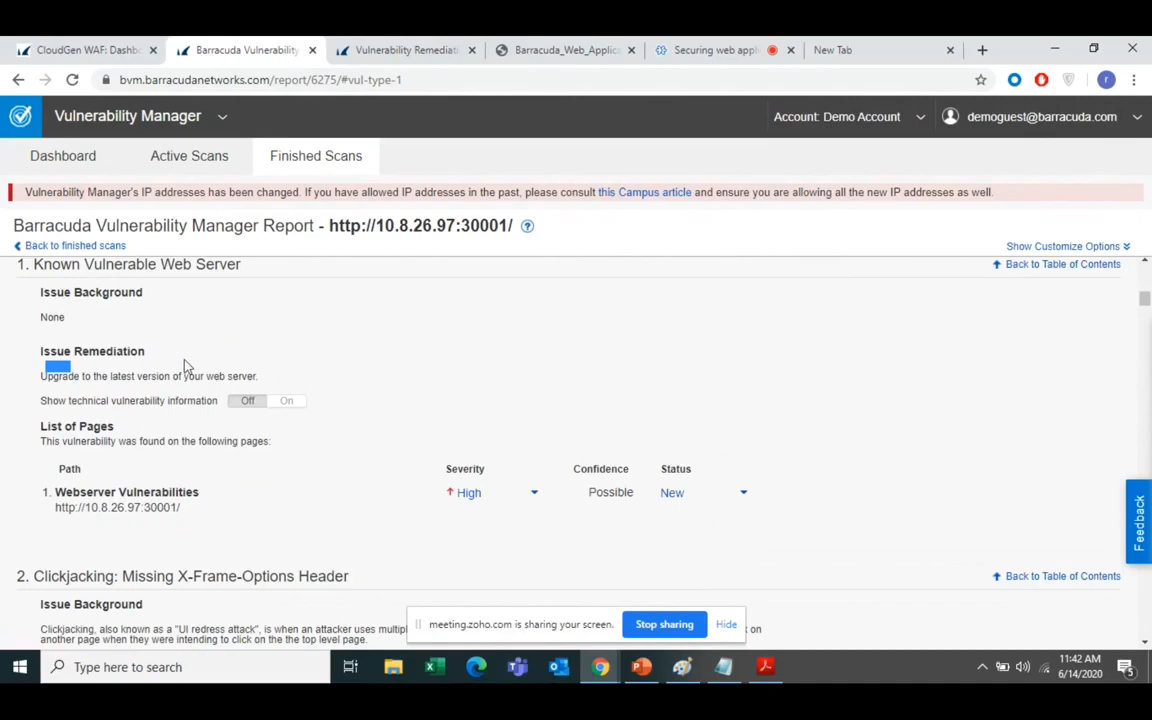 CloudGen WAF: Dashb
Barracuda Vulnerability
Vulnerability Remediati
Barracuda_Web_Applica
Securing web appl
New Tab
bvm.barracudanetworks.com/report/6275/#vul-type-1
r
Vulnerability Manager
Account: Demo Account
demoguest@barracuda.com
Dashboard
Active Scans
Finished Scans
Vulnerability Manager's IP addresses has been changed. If you have allowed IP addresses in the past, please consult this Campus article and ensure you are allowing all the new IP addresses as well.
Barracuda Vulnerability Manager Report - http://10.8.26.97:30001/
Back to finished scans
Show Customize Options
1. Known Vulnerable Web Server
Back to Table of Contents
Issue Background
None
Issue Remediation
Upgrade to the latest version of your web server.
Show technical vulnerability information Off On
List of Pages
This vulnerability was found on the following pages:
Path Severity Confidence Status
1. Webserver Vulnerabilities High Possible New
http://10.8.26.97:30001/
Feedback
2. Clickjacking: Missing X-Frame-Options Header
Back to Table of Contents
Issue Background
Clickjacking, also known as a "UI redress attack", is when an attacker uses multipl on
another page when they were intending to click on the the top level page.
meeting.zoho.com is sharing your screen. Stop sharing Hide
Type here to search
11:42 AM
6/14/2020
5